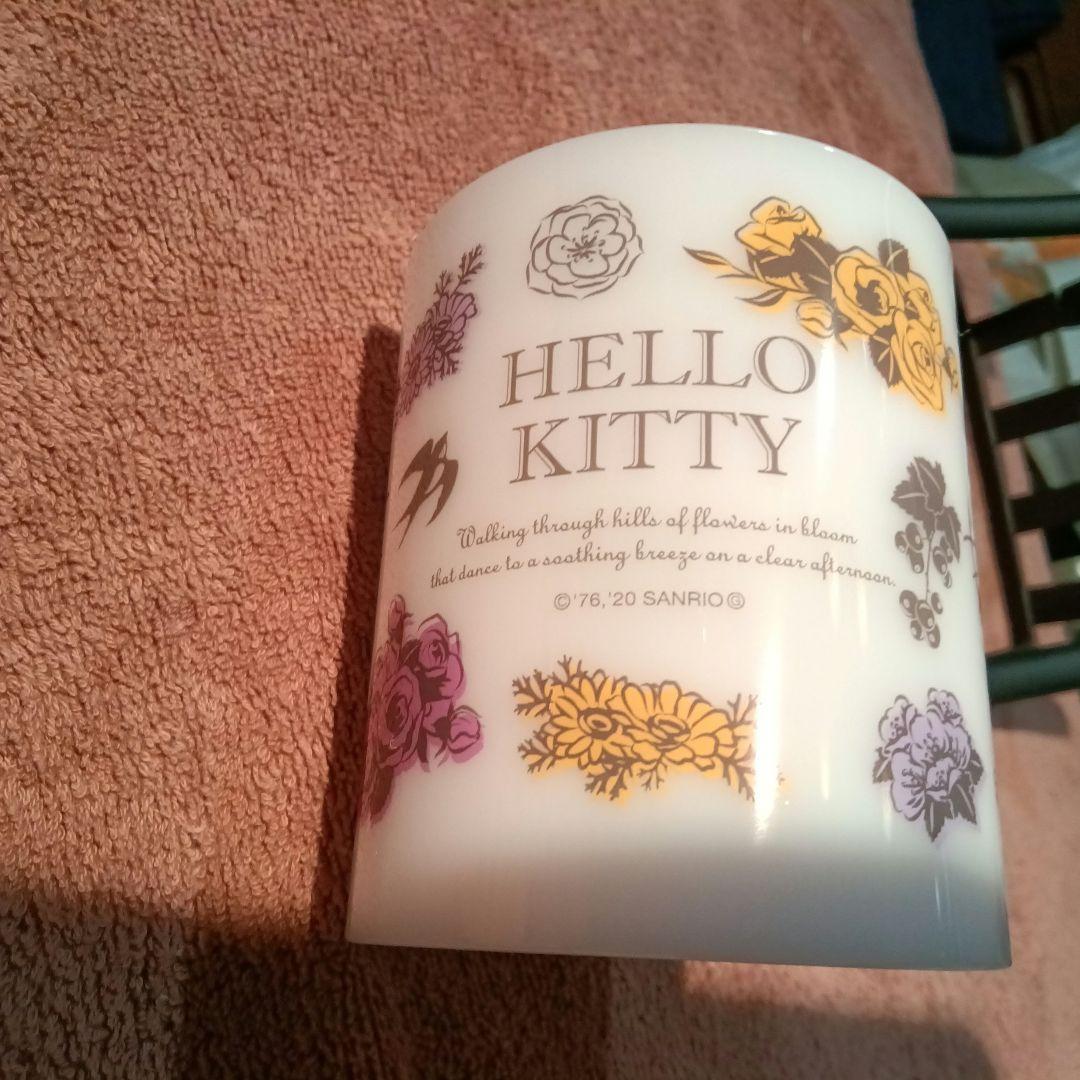 HELLO
KITTY
Walking through hills of flowers in bloom
that dance to a soothing breeze on a clear afternoon.
©'76,'20 SANRIO Ⓖ